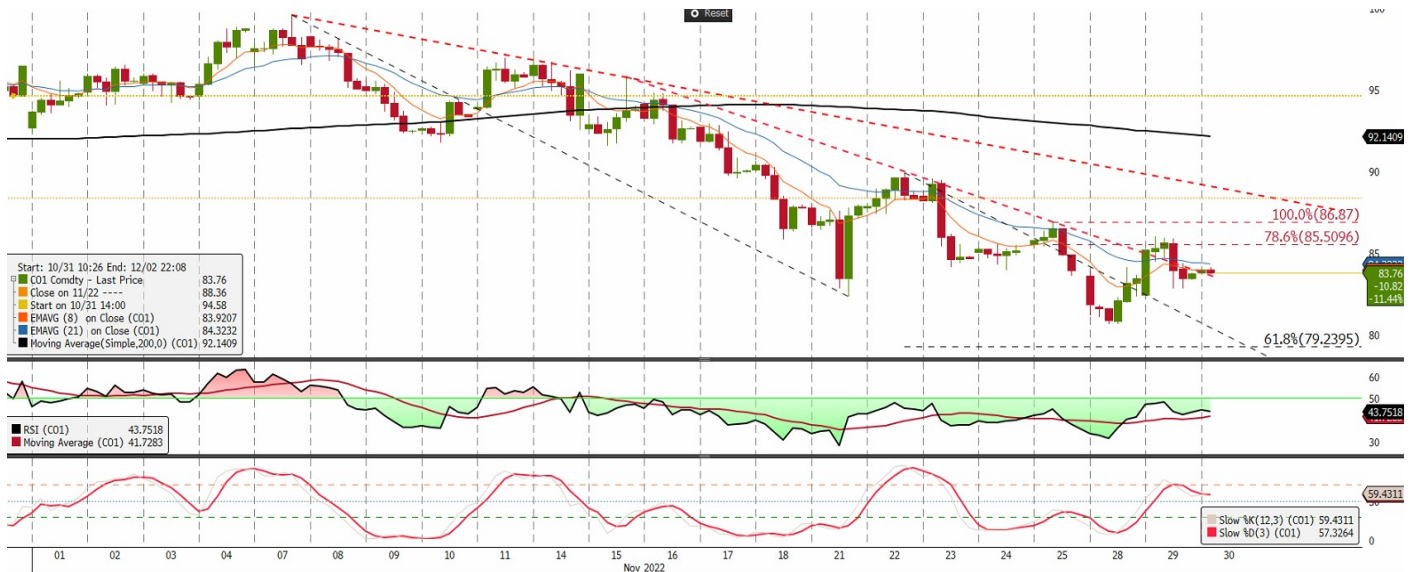 Reset
100
95
92.1409
90
100.0%(86.87)
78.6%(85.5096)
85
83.76
-10.82
-11.44%
80
61.8%(79.2395)
Start: 10/31 10:26 End: 12/02 22:08
CO1 Comdty - Last Price 83.76
Close on 11/22 ---- 88.36
Start on 10/31 14:00 94.58
EMAVG (8) on Close (CO1) 83.9207
EMAVG (21) on Close (CO1) 84.3232
Moving Average(Simple,200,0) (CO1) 92.1409
60
50
43.7518
30
RSI (CO1) 43.7518
Moving Average (CO1) 41.7283
59.4311
0
Slow %K(12,3) (CO1) 59.4311
Slow %D(3) (CO1) 57.3264
01 02 03 04 07 08 09 10 11 14 15 16 17 18 21 22 23 24 25 28 29 30
Nov 2022